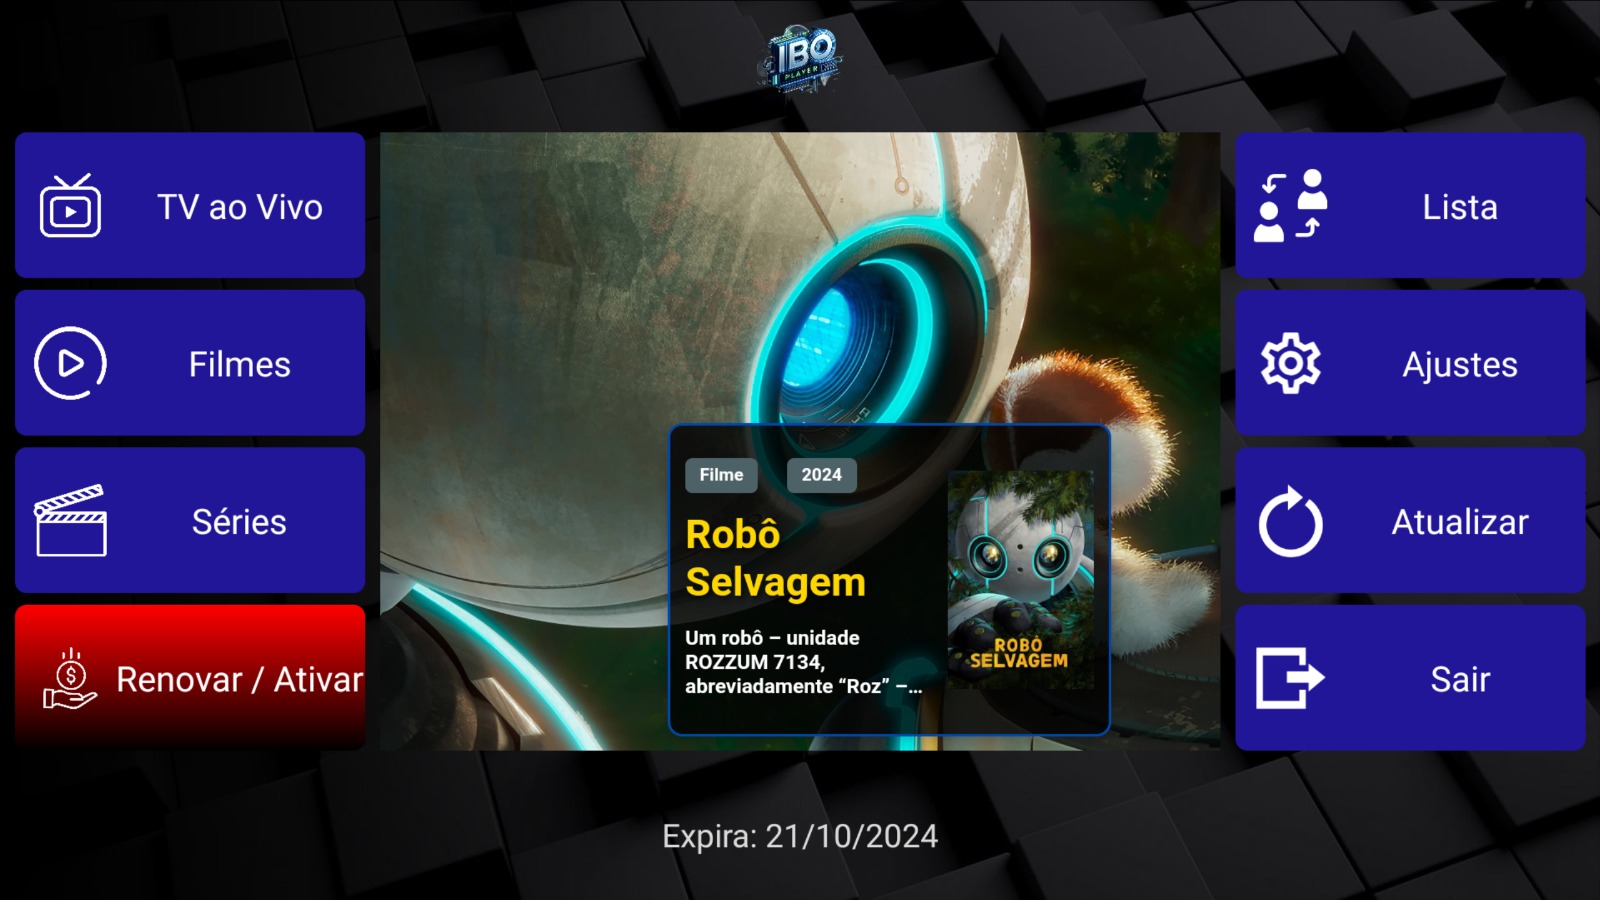 IBO
PLAYER
TV ao Vivo
Filmes
Séries
Renovar / Ativar
Filme
2024
Robô
Selvagem
Um robô – unidade
ROZZUM 7134,
abreviadamente “Roz” –...
ROBÔ
SELVAGEM
Lista
Ajustes
Atualizar
Sair
Expira: 21/10/2024